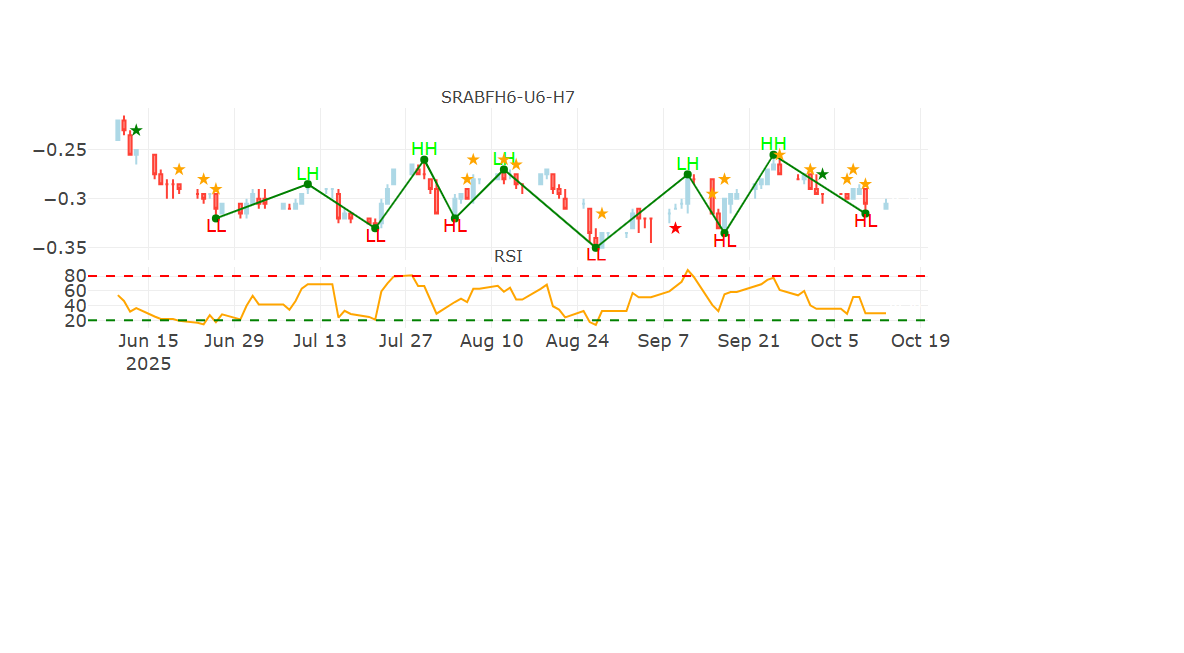 SRABFH6-U6-H7
−0.25
−0.3
−0.35
LL
LH
LL
HH
HL
LH
LL
LH
HL
HH
HL
RSI
80
60
40
20
Jun 15
2025
Jun 29
Jul 13
Jul 27
Aug 10
Aug 24
Sep 7
Sep 21
Oct 5
Oct 19